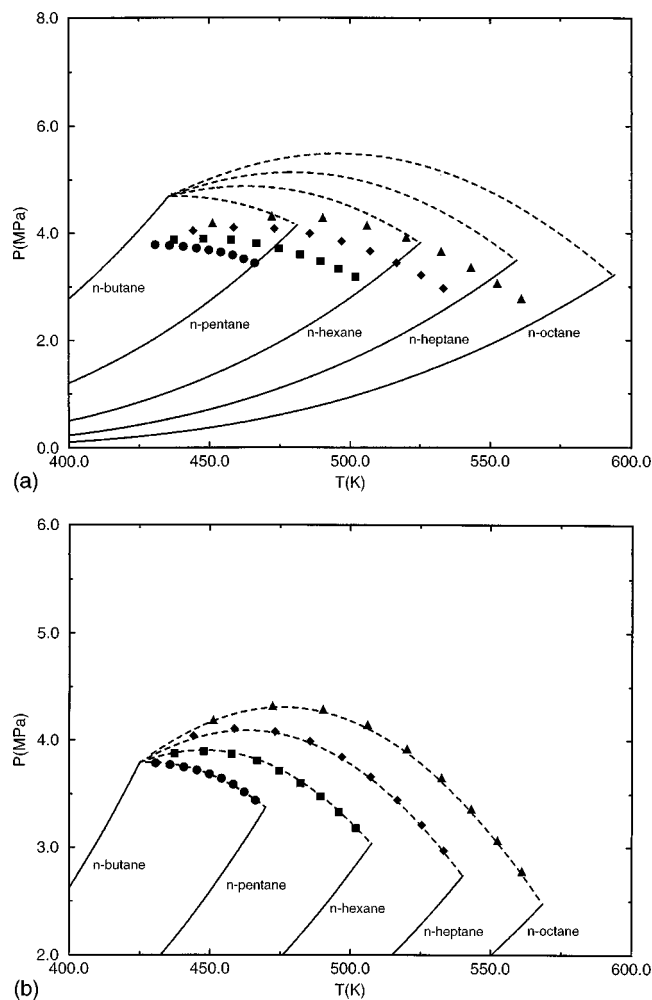 8.0
6.0
P(MPa)
4.0
n-butane
n-pentane
n-hexane
n-heptane
n-octane
2.0
0.0
400.0 450.0 500.0 550.0 600.0
(a) T(K)
6.0
5.0
P(MPa)
4.0
n-butane
3.0
n-pentane
n-hexane
n-heptane
n-octane
2.0
400.0 450.0 500.0 550.0 600.0
(b) T(K)